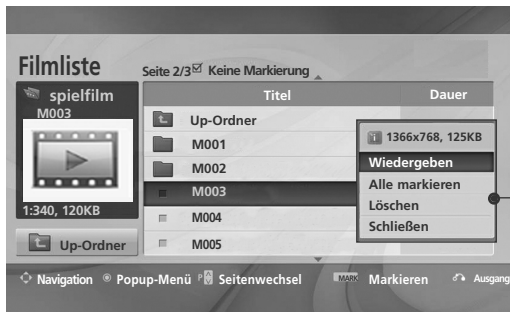 Filmliste
Seite 2/3 Keine Markierung
spielfilm
M003
1:340, 120KB
Up-Ordner
Titel Dauer
Up-Ordner
M001
M002
M003
M004
M005
1366x768, 125KB
Wiedergeben
Alle markieren
Löschen
Schließen
Navigation Popup-Menü P Seitenwechsel MARK Markieren Ausgang